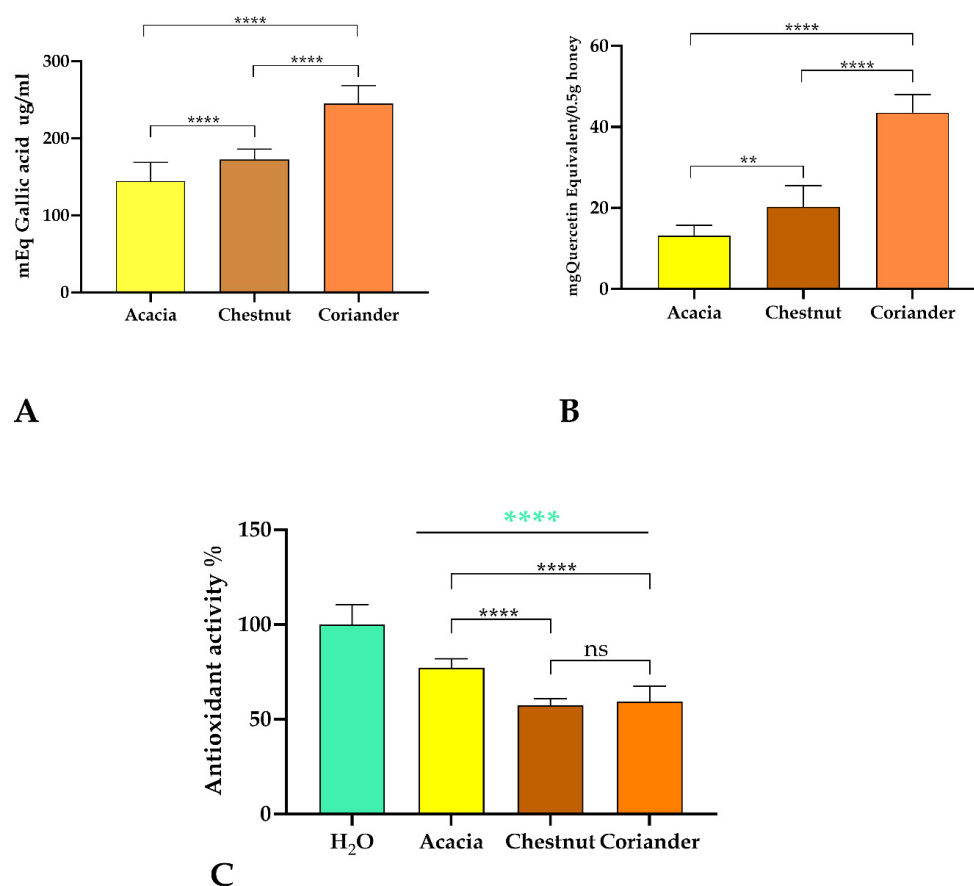 ****
****
****
300
200
100
0
mEq Gallic acid ug/ml
Acacia Chestnut Coriander
A
****
****
**
60
40
20
0
mgQuercetin Equivalent/0.5g honey
Acacia Chestnut Coriander
B
****
****
****
ns
150
100
50
0
Antioxidant activity %
H₂O Acacia Chestnut Coriander
C